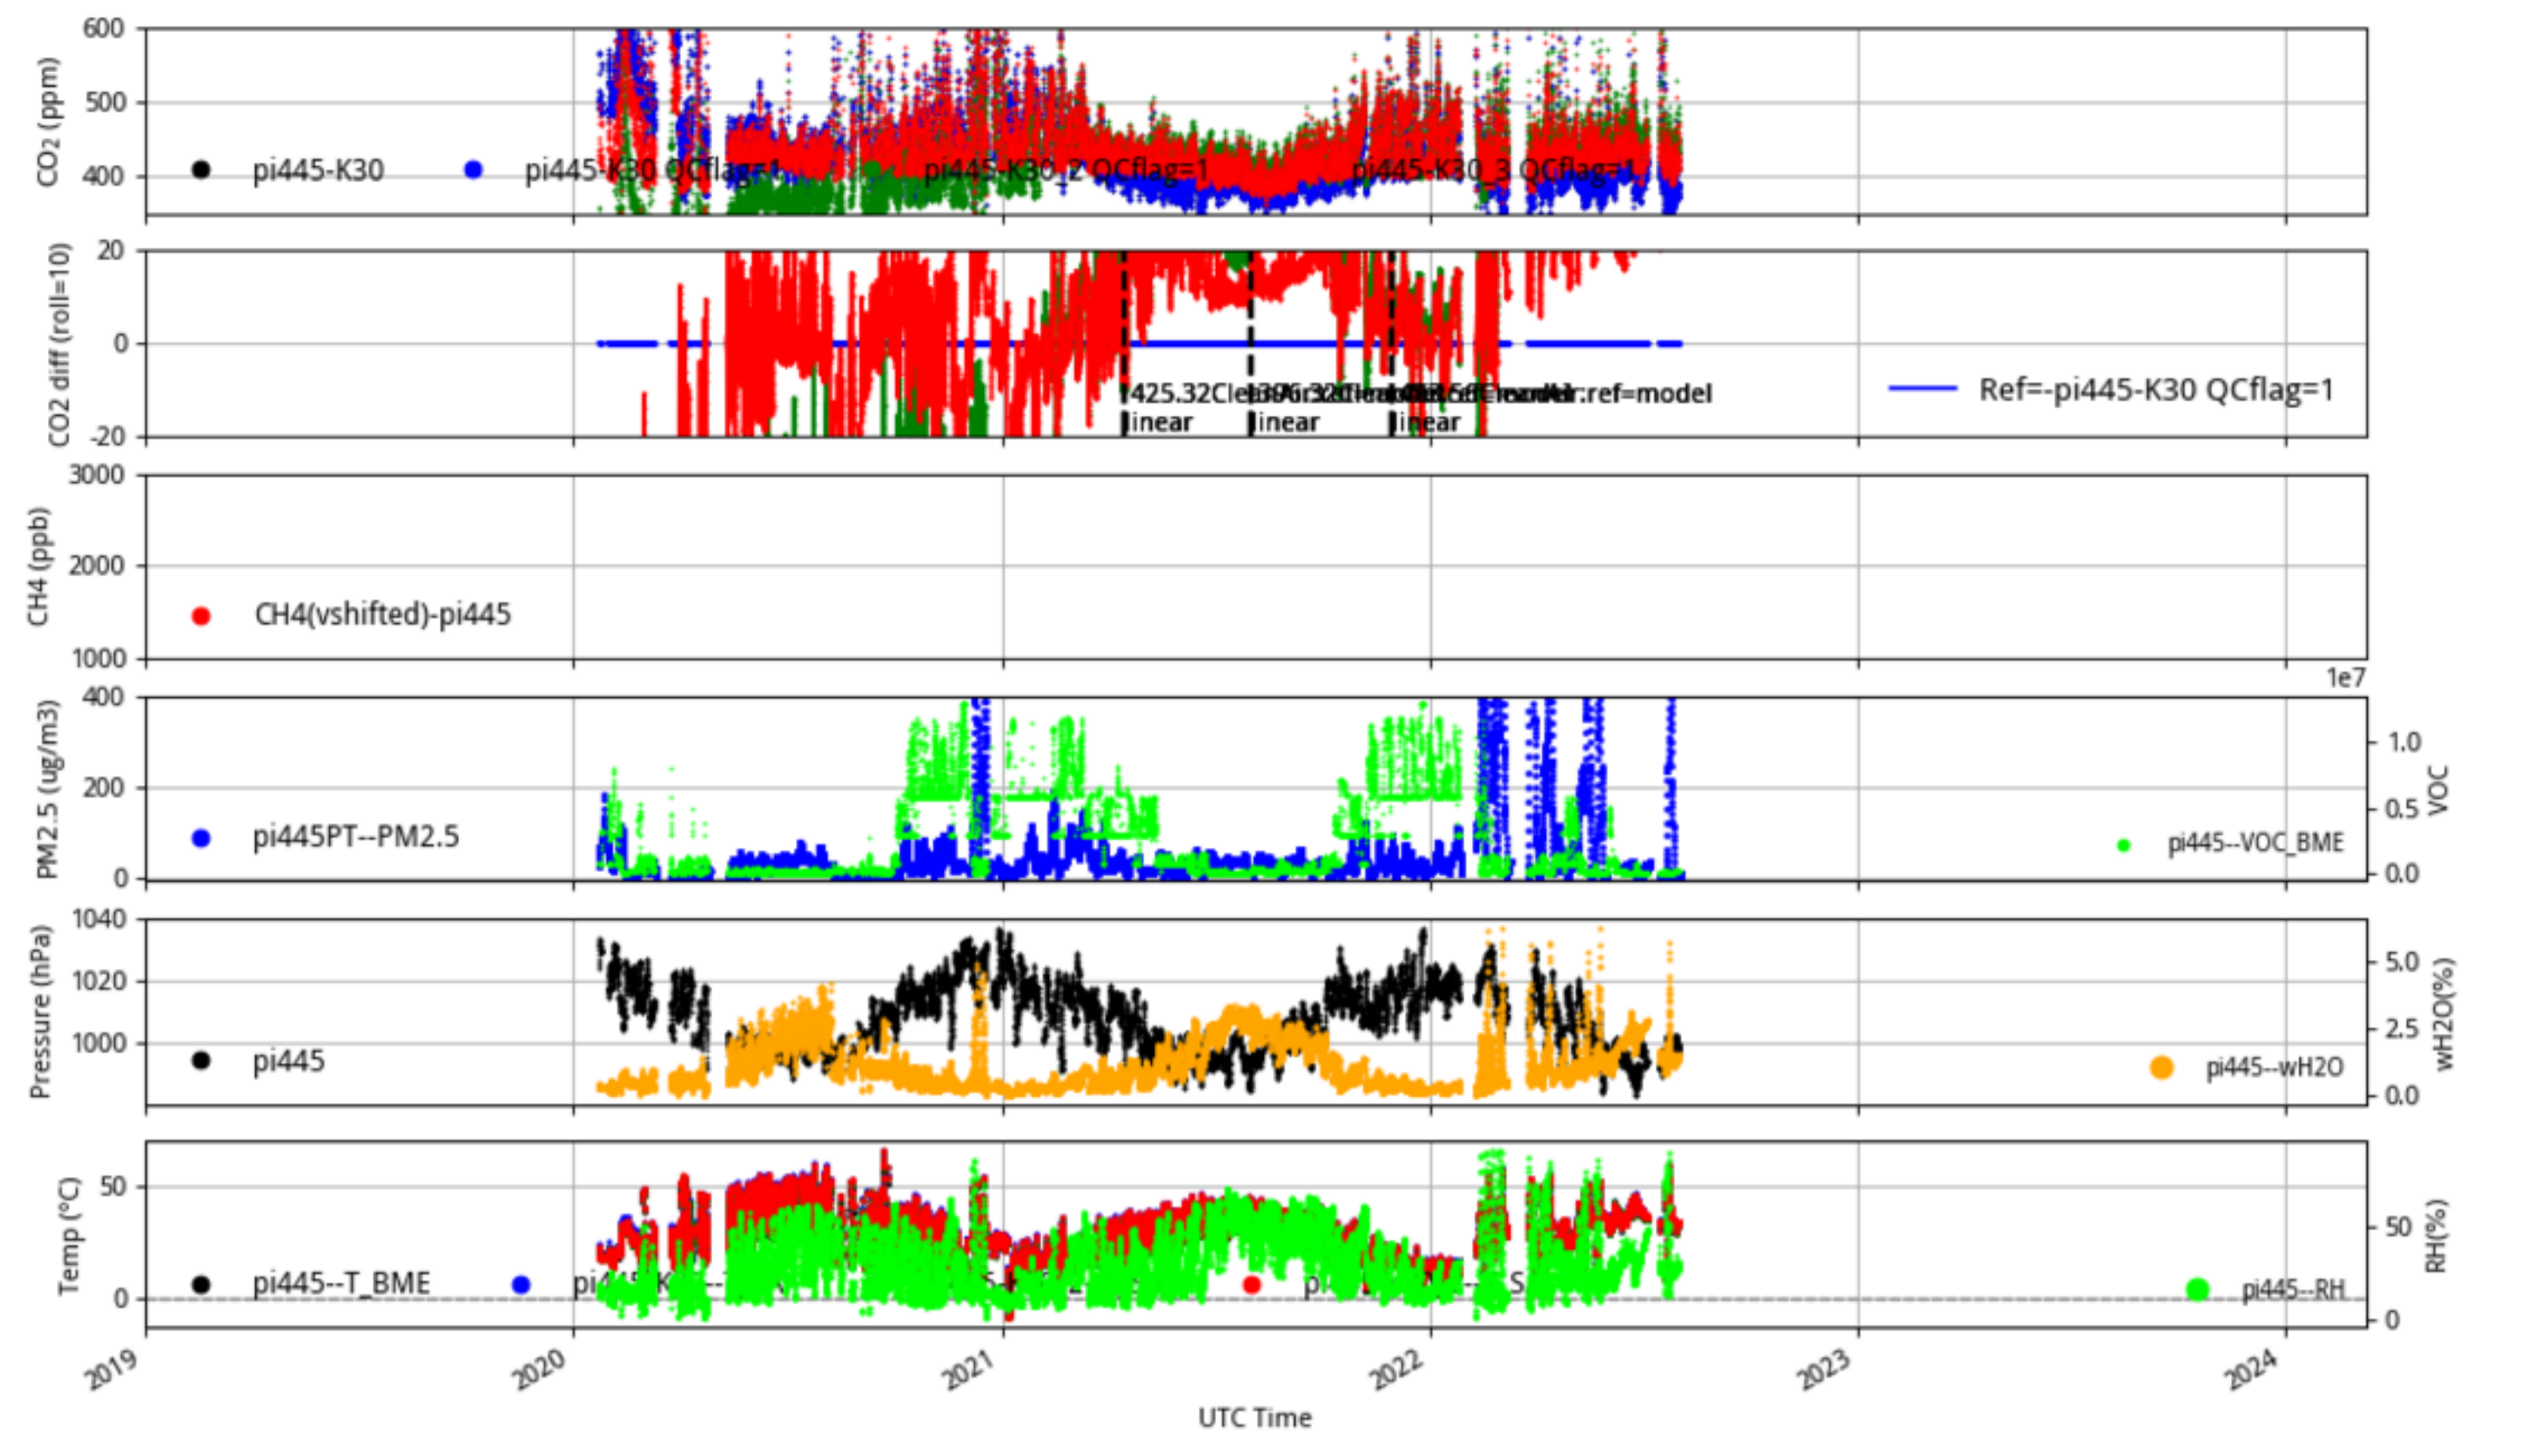 CO2 (ppm)
600
500
400
pi445-K30
pi445-K30 QCflag=1
pi445-K30_2 QCflag=1
pi445-K30_3 QCflag=1
CO2 diff (roll=10)
20
0
-20
425.32Clea
:ref=model
linear
linear
linear
Ref=-pi445-K30 QCflag=1
CH4 (ppb)
3000
2000
1000
CH4(vshifted)-pi445
1e7
PM2.5 (ug/m3)
400
200
0
pi445PT--PM2.5
1.0
0.5
0.0
VOC
pi445--VOC_BME
Pressure (hPa)
1040
1020
1000
pi445
5.0
2.5
0.0
wH2O(%)
pi445--wH2O
Temp (°C)
50
0
pi445--T_BME
50
0
RH(%)
pi445--RH
2019
2020
2021
2022
2023
2024
UTC Time